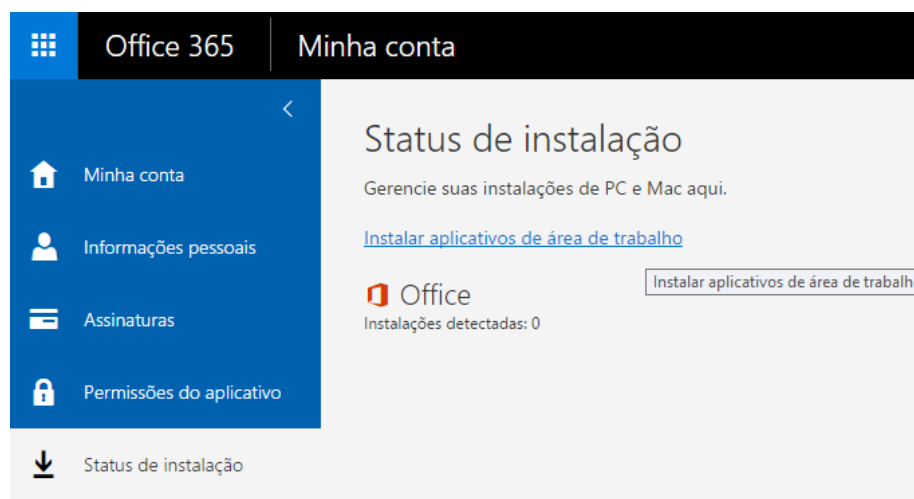 Office 365
Minha conta
Minha conta
Informações pessoais
Assinaturas
Permissões do aplicativo
Status de instalação
Status de instalação
Gerencie suas instalações de PC e Mac aqui.
Instalar aplicativos de área de trabalho
Instalar aplicativos de área de trabalh
Office
Instalações detectadas: 0